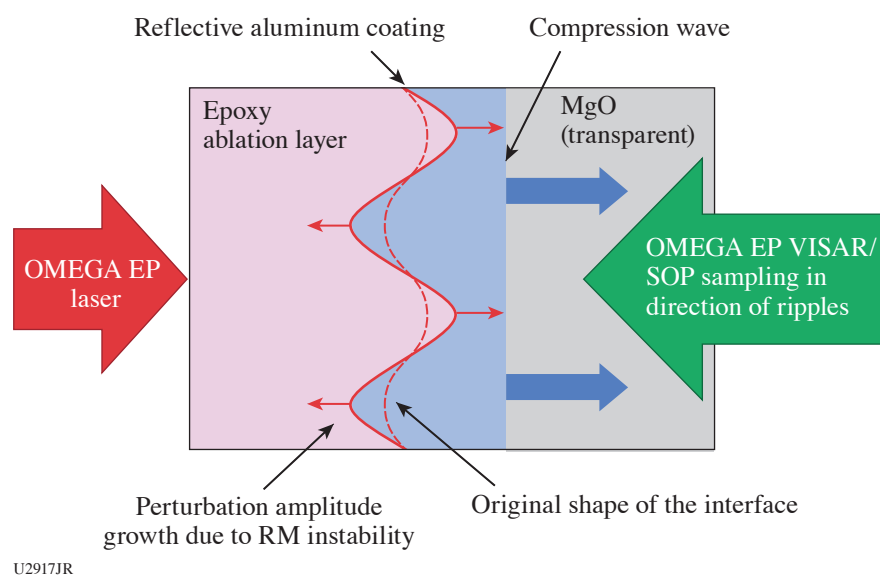 Reflective aluminum coating
Compression wave
Epoxy
ablation layer
MgO
(transparent)
OMEGA EP
laser
OMEGA EP VISAR/
SOP sampling in
direction of ripples
Perturbation amplitude
growth due to RM instability
Original shape of the interface
U2917JR